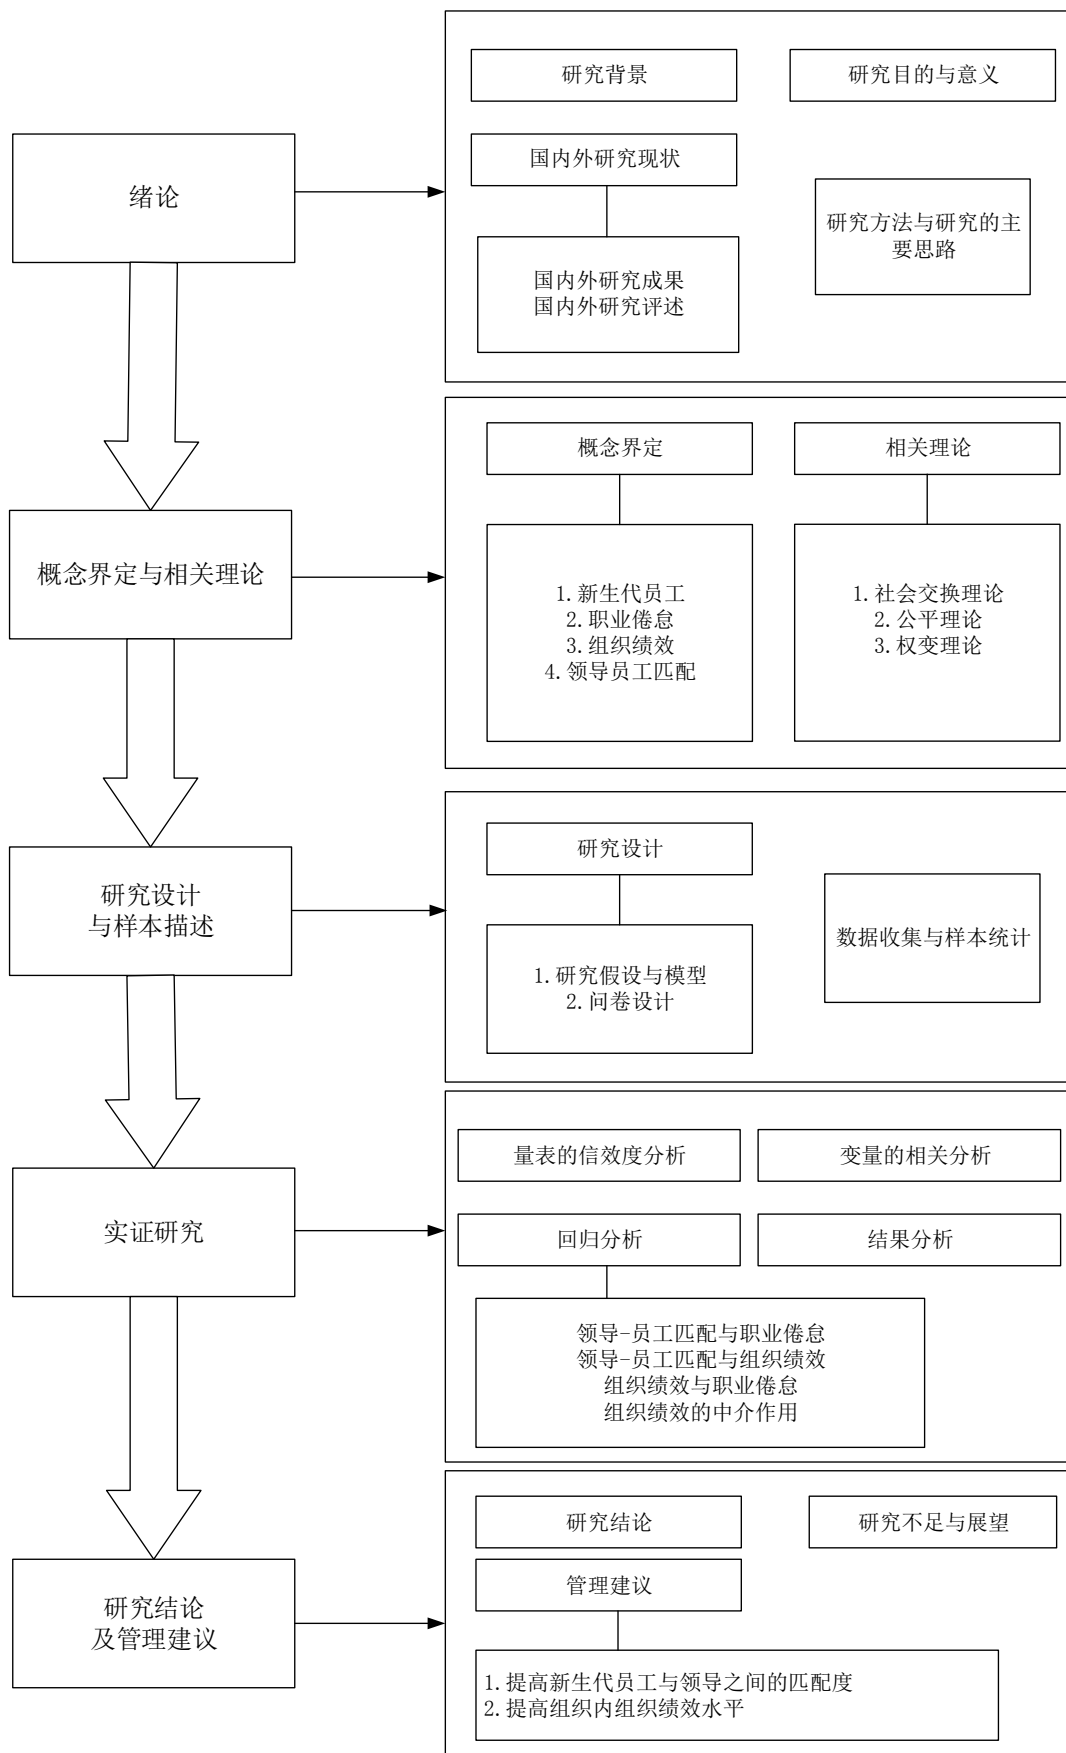 绪论
研究背景
研究目的与意义
国内外研究现状
研究方法与研究的主
要思路
国内外研究成果
国内外研究评述
概念界定与相关理论
概念界定
相关理论
1.新生代员工
2.职业倦怠
3.组织绩效
4.领导员工匹配
1.社会交换理论
2.公平理论
3.权变理论
研究设计
与样本描述
研究设计
1.研究假设与模型
2.问卷设计
数据收集与样本统计
实证研究
量表的信效度分析
变量的相关分析
回归分析
结果分析
领导-员工匹配与职业倦怠
领导-员工匹配与组织绩效
组织绩效与职业倦怠
组织绩效的中介作用
研究结论
及管理建议
研究结论
研究不足与展望
管理建议
1.提高新生代员工与领导之间的匹配度
2.提高组织内组织绩效水平